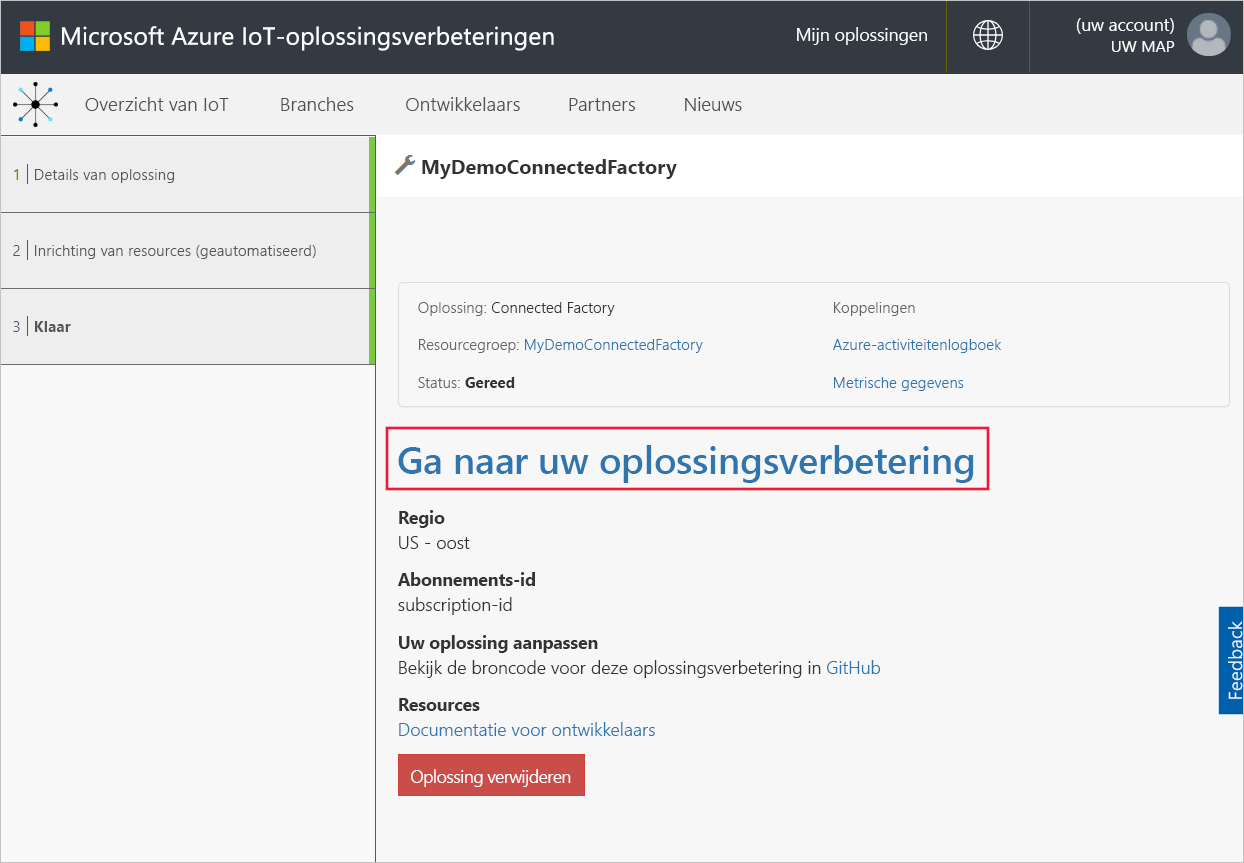 Microsoft Azure IoT-oplossingsverbeteringen
Mijn oplossingen
(uw account)
UW MAP
Overzicht van IoT
Branches
Ontwikkelaars
Partners
Nieuws
1 Details van oplossing
2 Inrichting van resources (geautomatiseerd)
3 Klaar
MyDemoConnectedFactory
Oplossing: Connected Factory
Resourcegroep: MyDemoConnectedFactory
Status: Gereed
Koppelingen
Azure-activiteitenlogboek
Metrische gegevens
Ga naar uw oplossingsverbetering
Regio
US - oost
Abonnements-id
subscription-id
Uw oplossing aanpassen
Bekijk de broncode voor deze oplossingsverbetering in GitHub
Resources
Documentatie voor ontwikkelaars
Oplossing verwijderen
Feedback